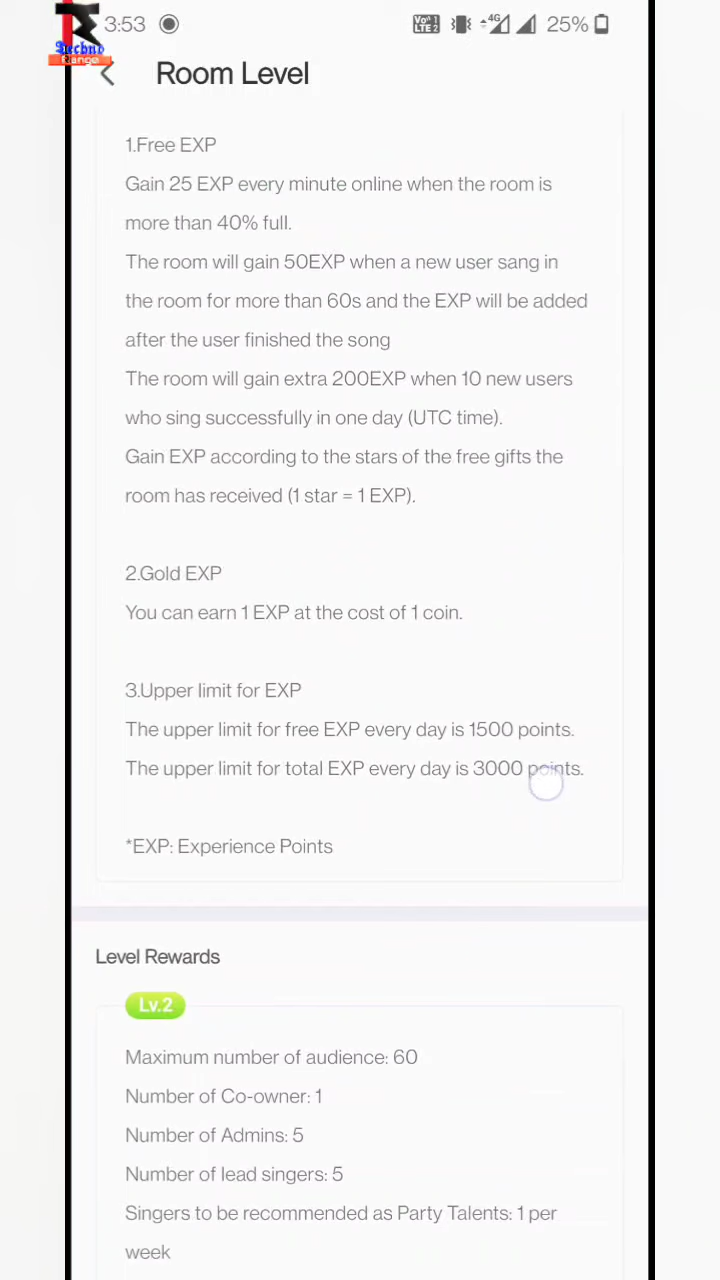 Techno
Range
3:53
Vo 1
LTE 2
4G
25%
Room Level
1.Free EXP
Gain 25 EXP every minute online when the room is
more than 40% full.
The room will gain 50EXP when a new user sang in
the room for more than 60s and the EXP will be added
after the user finished the song
The room will gain extra 200EXP when 10 new users
who sing successfully in one day (UTC time).
Gain EXP according to the stars of the free gifts the
room has received (1 star = 1 EXP).
2.Gold EXP
You can earn 1 EXP at the cost of 1 coin.
3.Upper limit for EXP
The upper limit for free EXP every day is 1500 points.
The upper limit for total EXP every day is 3000 points.
*EXP: Experience Points
Level Rewards
Lv.2
Maximum number of audience: 60
Number of Co-owner: 1
Number of Admins: 5
Number of lead singers: 5
Singers to be recommended as Party Talents: 1 per
week